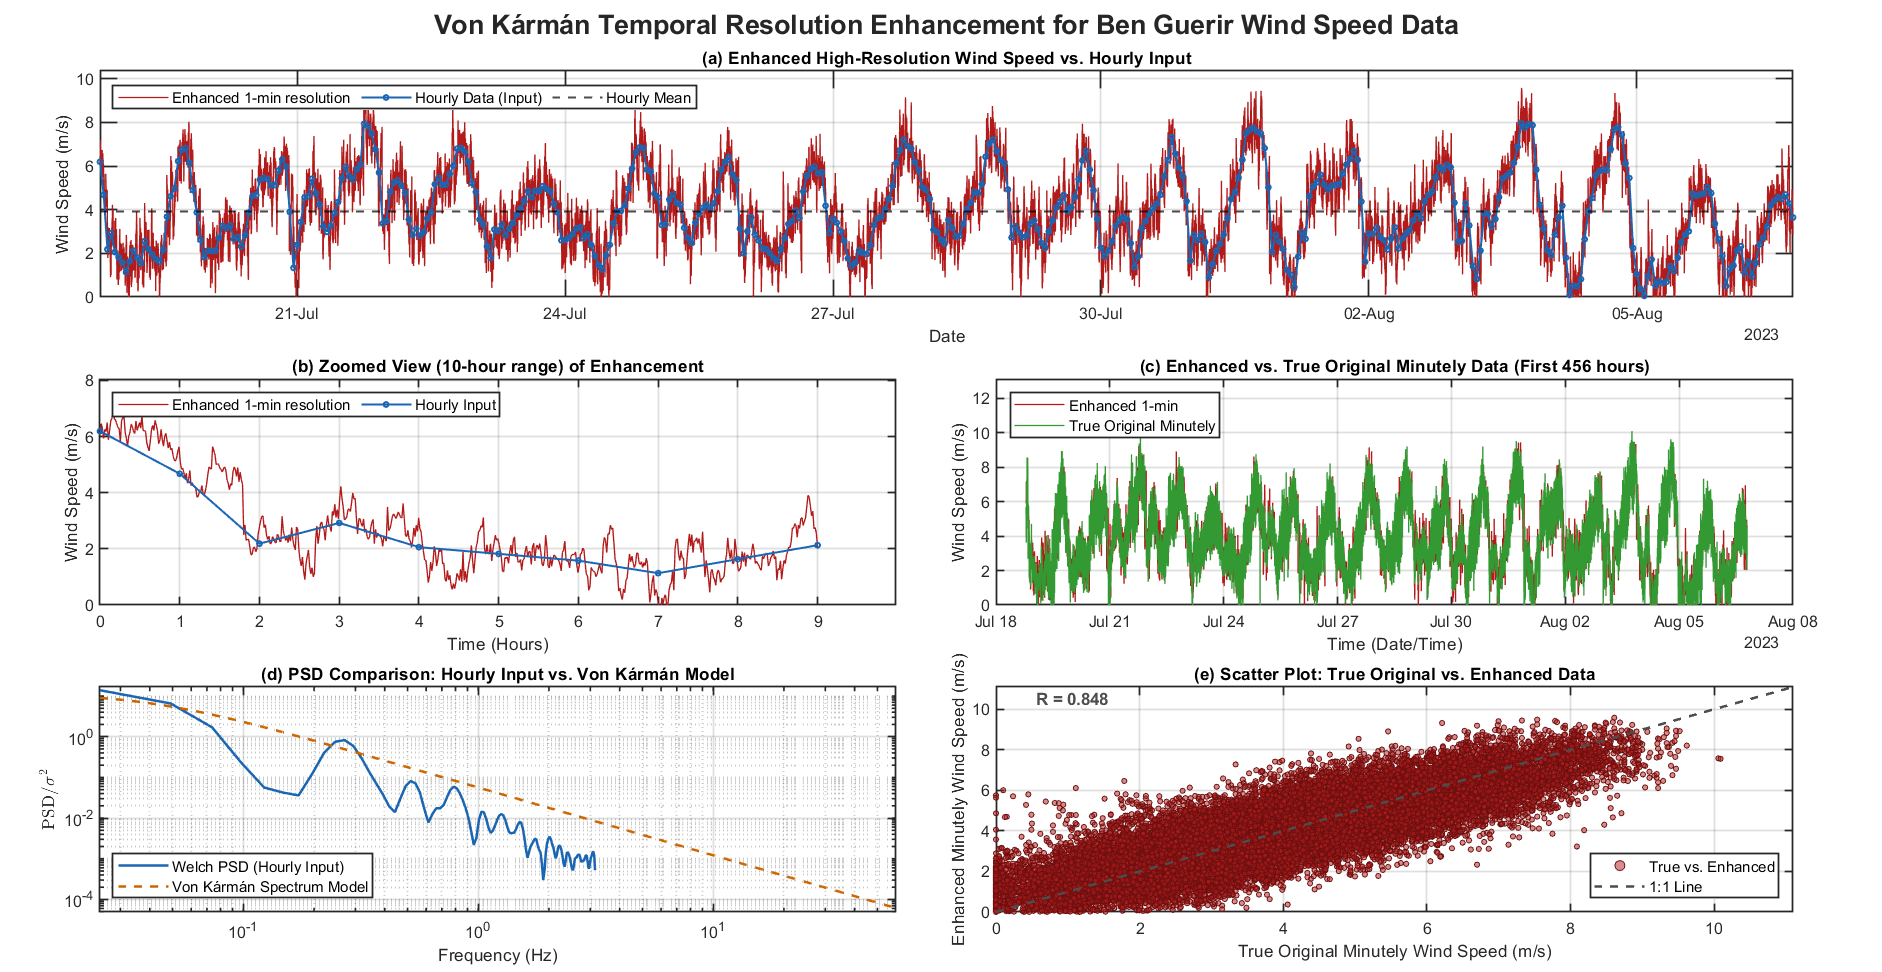 Von Kármán Temporal Resolution Enhancement for Ben Guerir Wind Speed Data
(a) Enhanced High-Resolution Wind Speed vs. Hourly Input
Enhanced 1-min resolution Hourly Data (Input) Hourly Mean
Wind Speed (m/s)
10
8
6
4
2
0
21-Jul 24-Jul 27-Jul 30-Jul 02-Aug 05-Aug
Date
2023
(b) Zoomed View (10-hour range) of Enhancement
Enhanced 1-min resolution Hourly Input
Wind Speed (m/s)
8
6
4
2
0
0 1 2 3 4 5 6 7 8 9
Time (Hours)
(c) Enhanced vs. True Original Minutely Data (First 456 hours)
Enhanced 1-min
True Original Minutely
Wind Speed (m/s)
12
10
8
6
4
2
0
Jul 18 Jul 21 Jul 24 Jul 27 Jul 30 Aug 02 Aug 05 Aug 08
Time (Date/Time)
2023
(d) PSD Comparison: Hourly Input vs. Von Kármán Model
PSD/σ²
10⁰
10⁻²
10⁻⁴
Welch PSD (Hourly Input)
Von Kármán Spectrum Model
10⁻¹ 10⁰ 10¹
Frequency (Hz)
(e) Scatter Plot: True Original vs. Enhanced Data
R = 0.848
Enhanced Minutely Wind Speed (m/s)
10
8
6
4
2
0
True vs. Enhanced
1:1 Line
0 2 4 6 8 10
True Original Minutely Wind Speed (m/s)